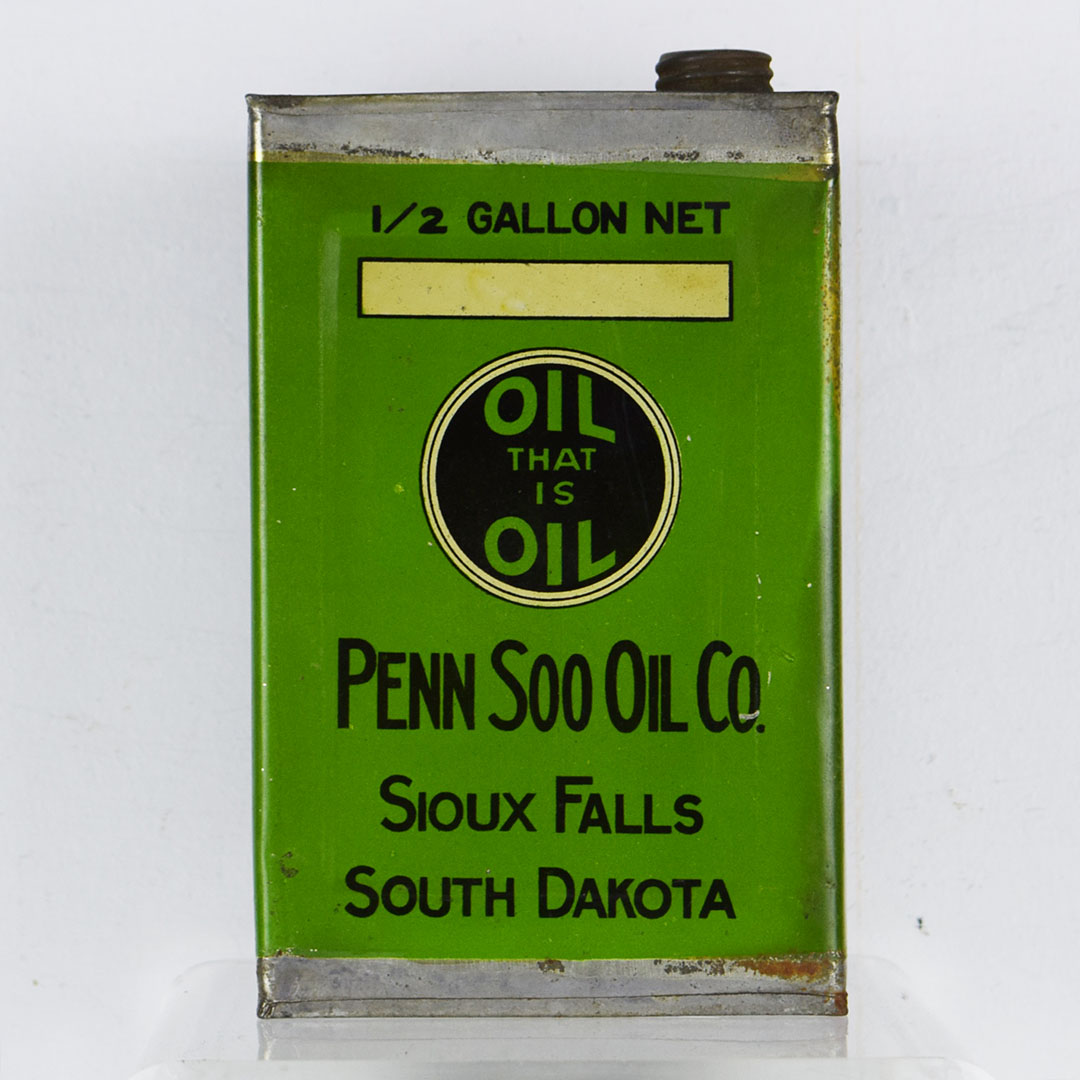 1/2 GALLON NET
OIL
THAT
IS
OIL
PENN SOO OIL CO.
SIOUX FALLS
SOUTH DAKOTA